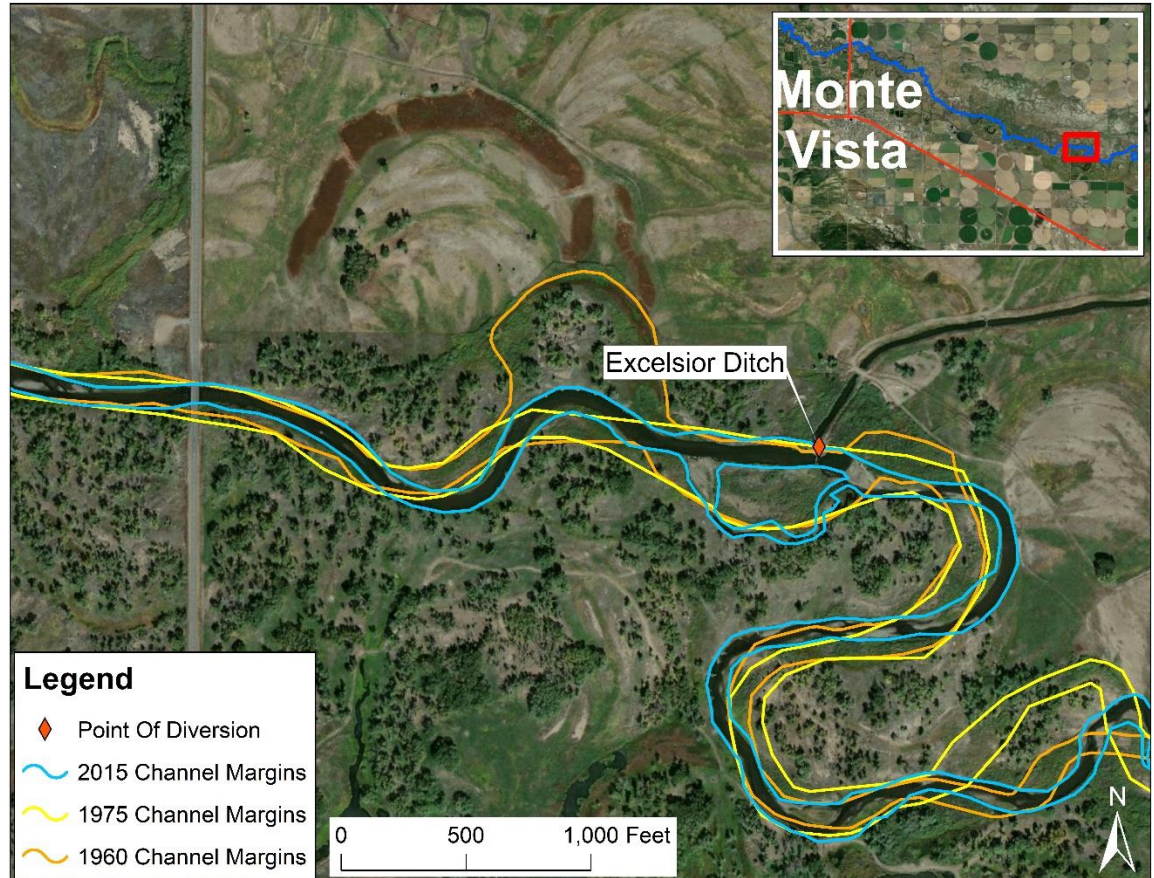 Monte
Vista
Excelsior Ditch
Legend
Point Of Diversion
2015 Channel Margins
1975 Channel Margins
1960 Channel Margins
0 500 1,000 Feet
N